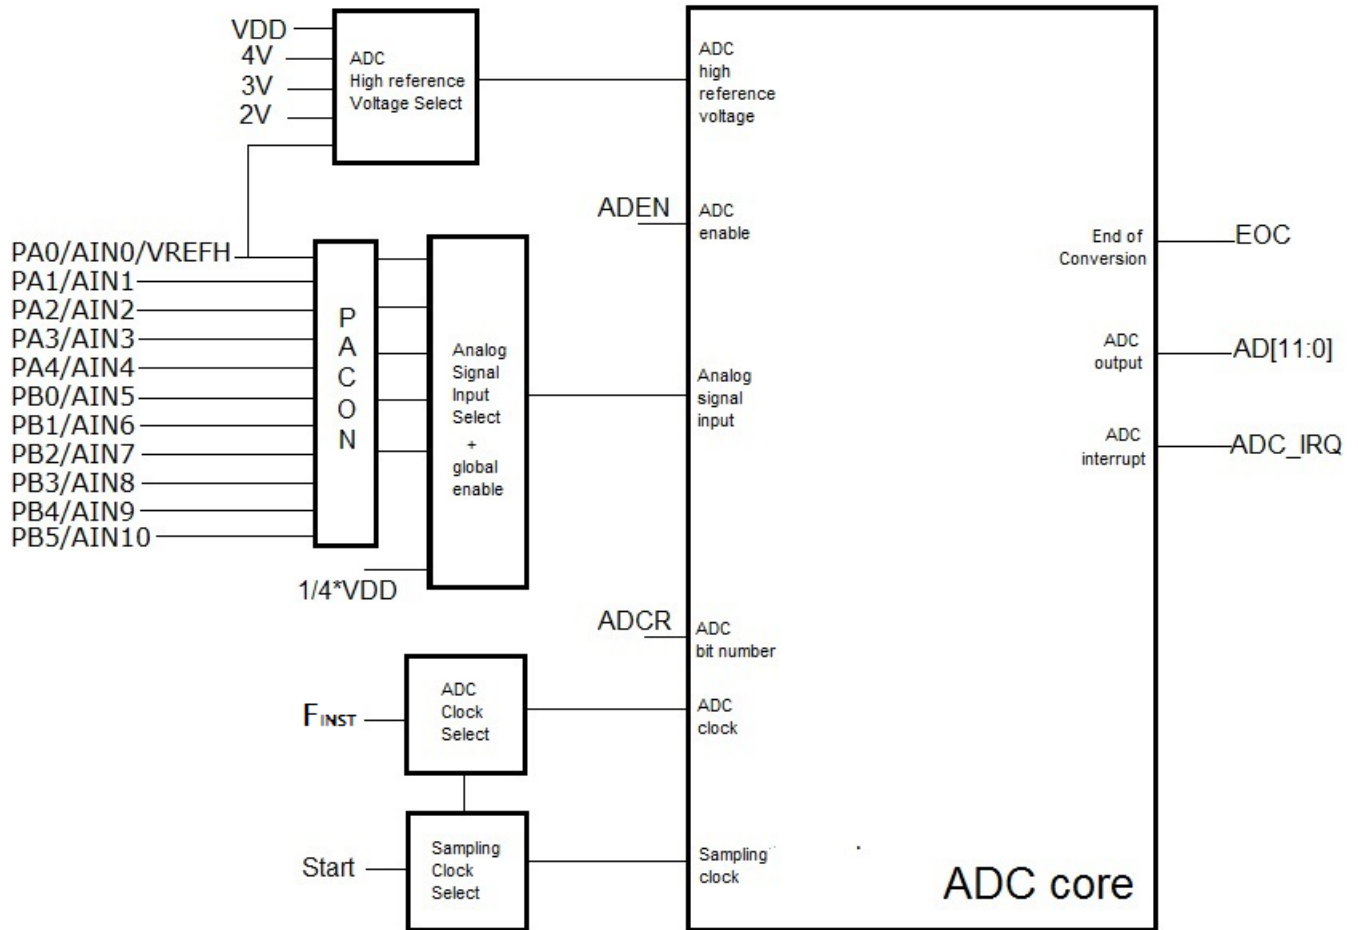 VDD
4V
3V
2V
ADC
High reference
Voltage Select
ADC
high
reference
voltage
ADEN
ADC
enable
PA0/AIN0/VREFH
PA1/AIN1
PA2/AIN2
PA3/AIN3
PA4/AIN4
PB0/AIN5
PB1/AIN6
PB2/AIN7
PB3/AIN8
PB4/AIN9
PB5/AIN10
P
A
C
O
N
Analog
Signal
Input
Select
+
global
enable
1/4*VDD
Analog
signal
input
End of
Conversion
EOC
ADC
output
AD[11:0]
ADC
interrupt
ADC_IRQ
ADCR
ADC
bit number
FINST
ADC
Clock
Select
ADC
clock
Start
Sampling
Clock
Select
Sampling
clock
ADC core